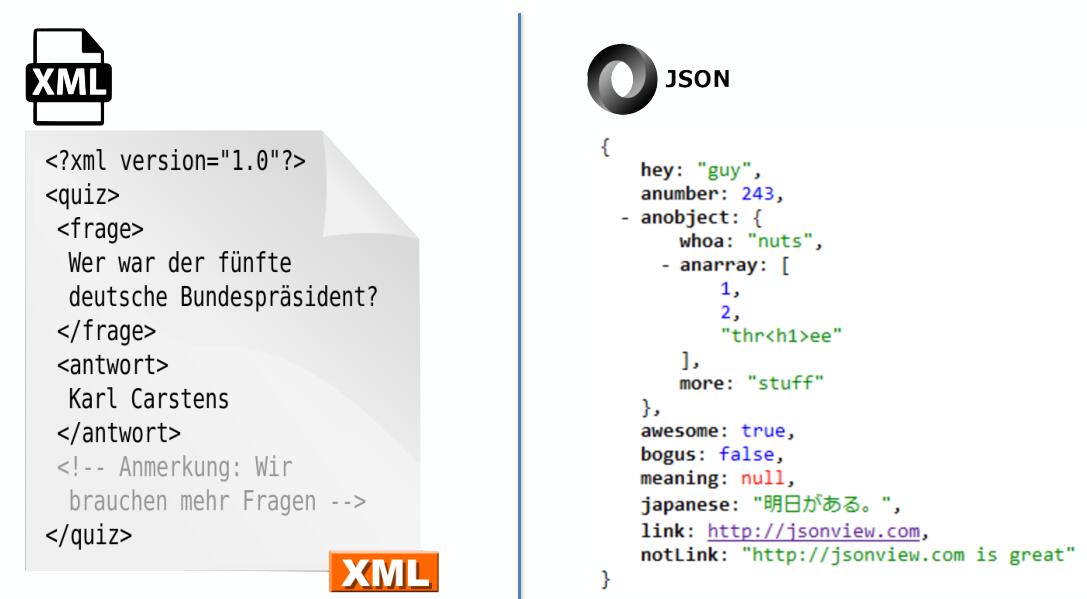 XML
<?xml version="1.0"?>
<quiz>
<frage>
Wer war der fünfte
deutsche Bundespräsident?
</frage>
<antwort>
Karl Carstens
</antwort>
<!-- Anmerkung: Wir
brauchen mehr Fragen -->
</quiz>
XML
JSON
{
hey: "guy",
anumber: 243,
- anobject: {
whoa: "nuts",
- anarray: [
1,
2,
"thr<h1>ee"
],
more: "stuff"
},
awesome: true,
bogus: false,
meaning: null,
japanese: "明日がある。",
link: http://jsonview.com,
notLink: "http://jsonview.com is great"
}